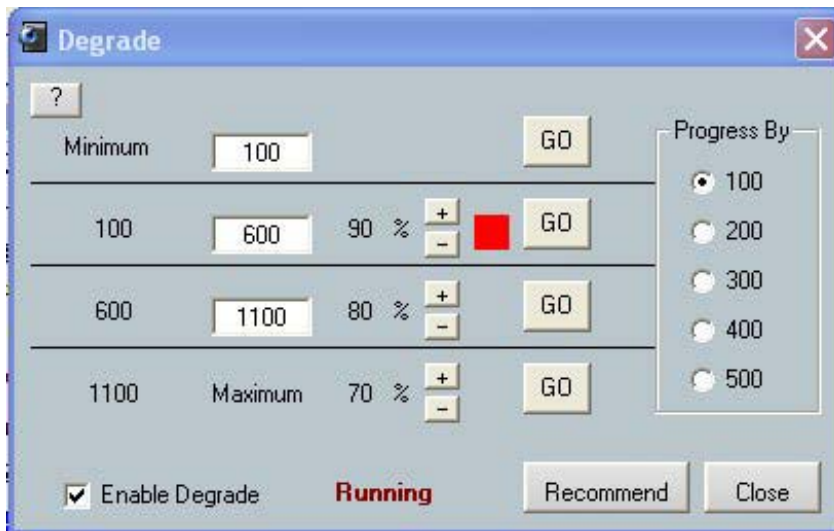 Degrade
?
Minimum 100 GO
100 600 90 % + - GO
600 1100 80 % + - GO
1100 Maximum 70 % + - GO
Progress By
100
200
300
400
500
Enable Degrade Running Recommend Close